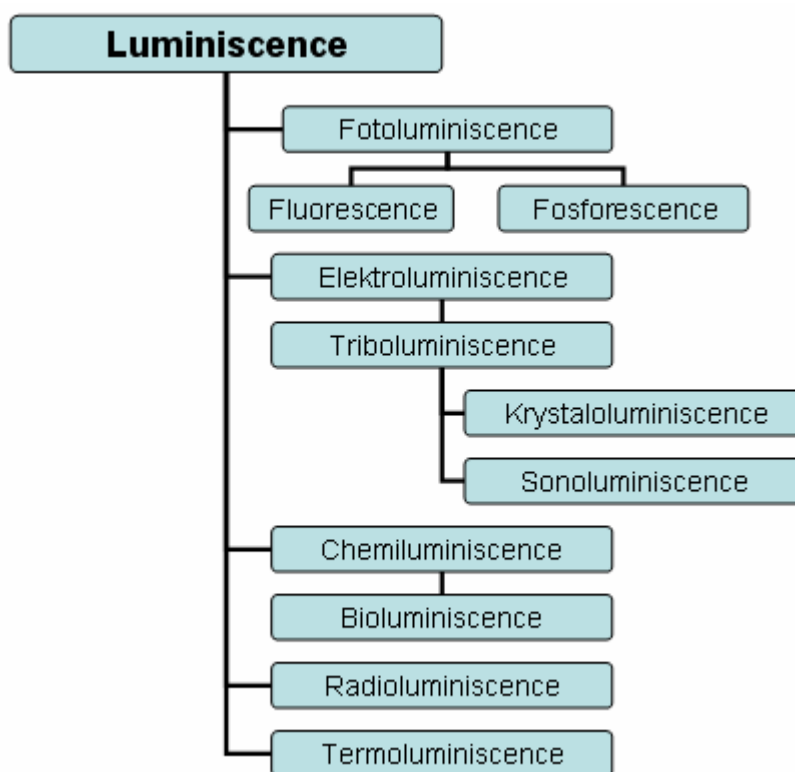 Luminiscence
Fotoluminiscence
Fluorescence
Fosforescence
Elektroluminiscence
Triboluminiscence
Krystaloluminiscence
Sonoluminiscence
Chemiluminiscence
Bioluminiscence
Radioluminiscence
Termoluminiscence